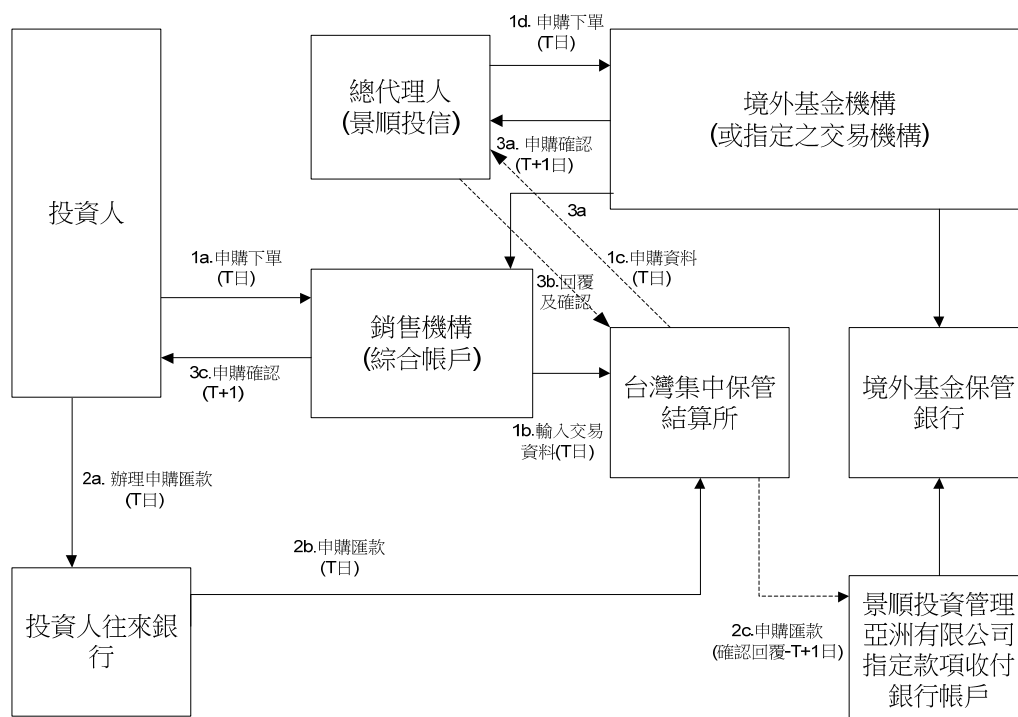 1d. 申購下單
(T日)
總代理人
(景順投信)
境外基金機構
(或指定之交易機構)
3a. 申購確認
(T+1日)
投資人
3a
1a.申購下單
(T日)
1c.申購資料
(T日)
3b.回覆
及確認
銷售機構
(綜合帳戶)
3c.申購確認
(T+1)
台灣集中保管
結算所
境外基金保管
銀行
1b.輸入交易
資料(T日)
2a. 辦理申購匯款
(T日)
2b.申購匯款
(T日)
投資人往來銀
行
2c.申購匯款
(確認回覆-T+1日)
景順投資管理
亞洲有限公司
指定款項收付
銀行帳戶